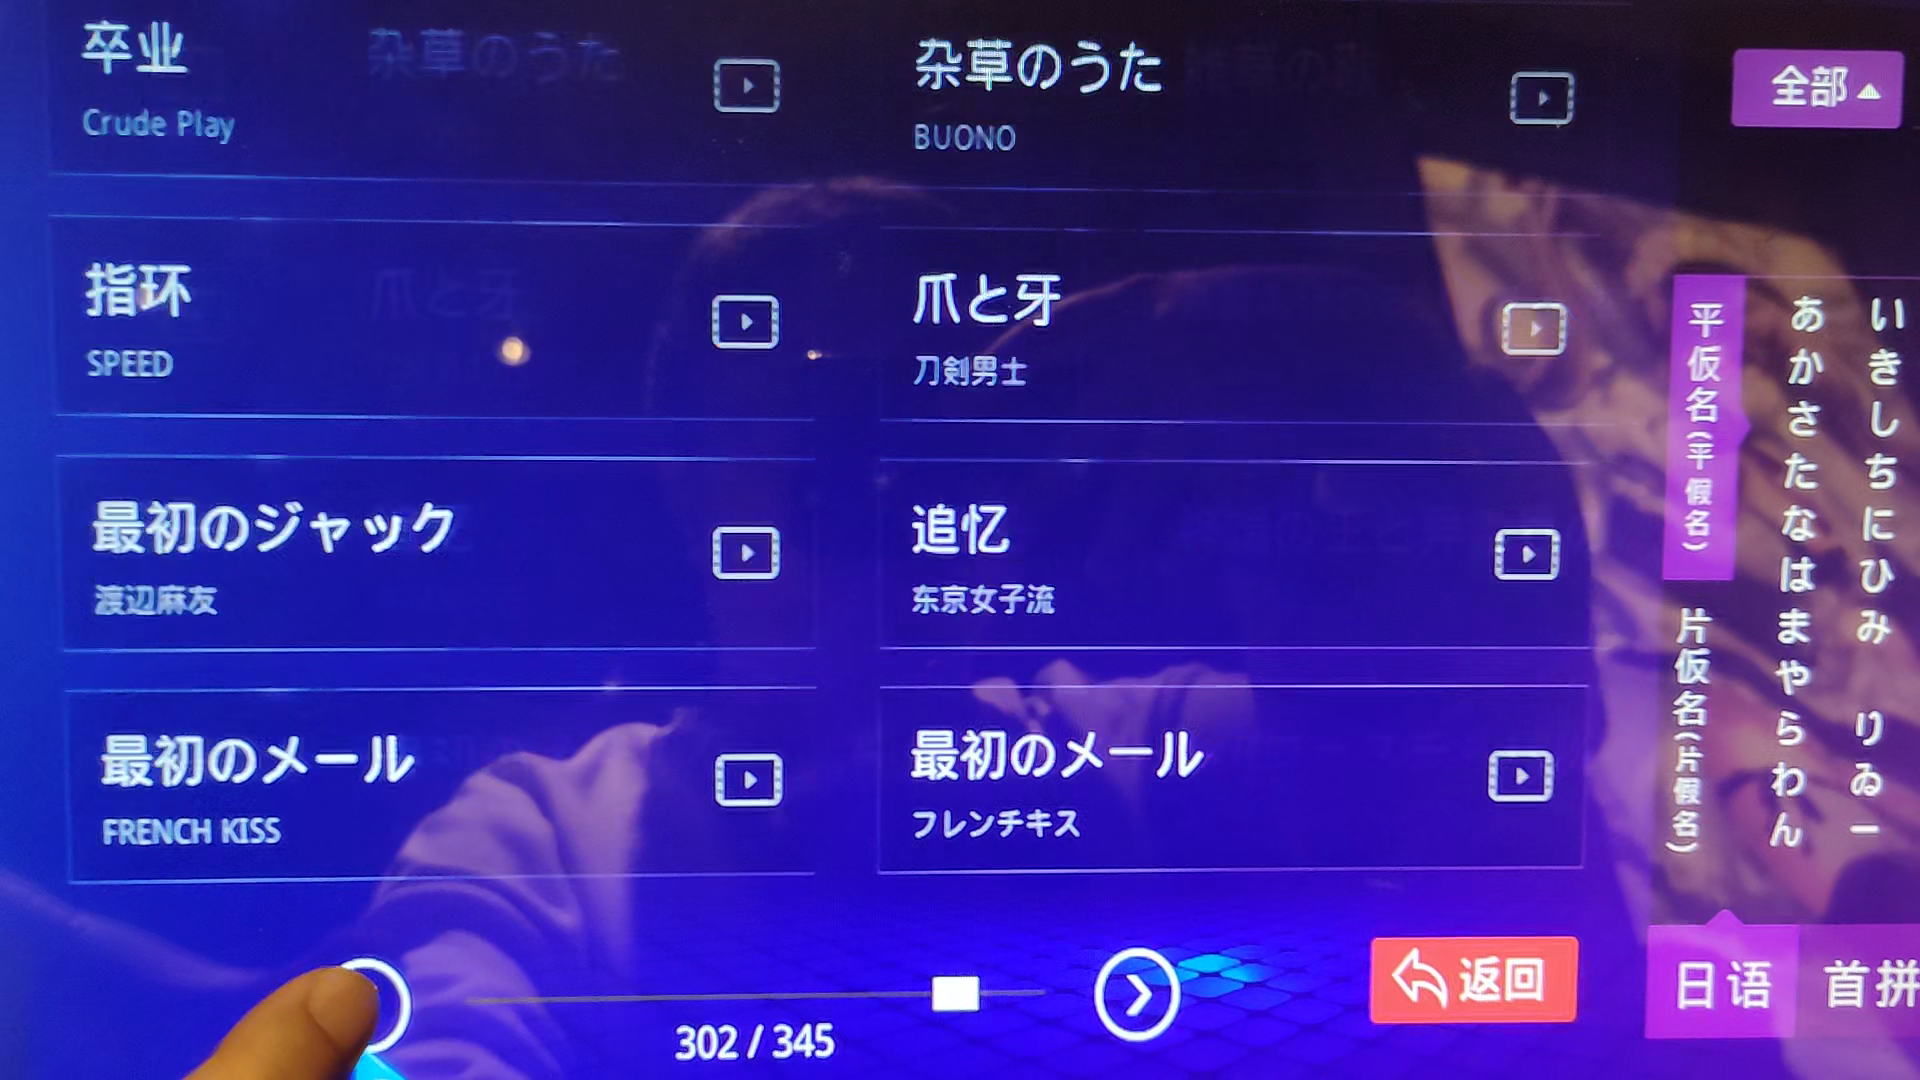 卒业
Crude Play
杂草のうた
BUONO
指环
SPEED
爪と牙
刀剣男士
最初のジャック
渡辺麻友
追忆
东京女子流
最初のメール
FRENCH KISS
最初のメール
フレンチキス
302 / 345
返回
全部
平仮名(平假名)
片仮名(片假名)
あかさたなはまやらわん
いきしちにひみ りゐー
日语
首拼